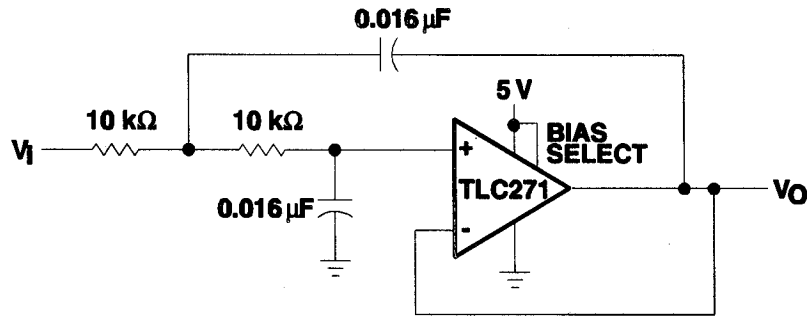 0.016 µF
5 V
10 kΩ
10 kΩ
BIAS
SELECT
VI
+
TLC271
VO
0.016 µF
-